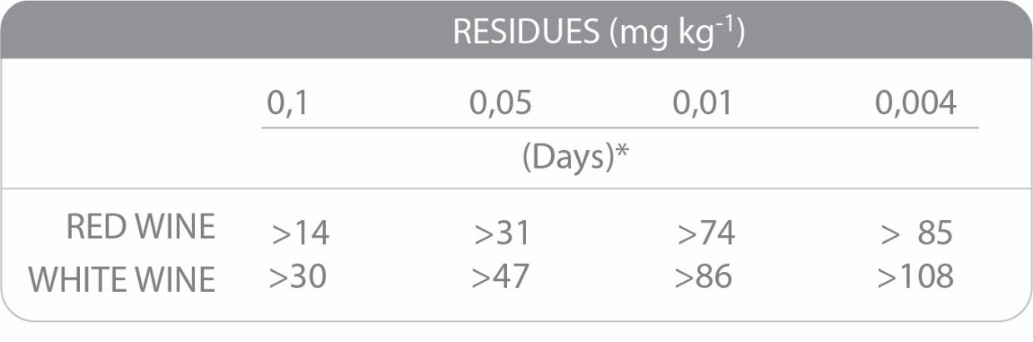 RESIDUES (mg kg⁻¹)
0,1 0,05 0,01 0,004
(Days)*
RED WINE >14 >31 >74 > 85
WHITE WINE >30 >47 >86 >108